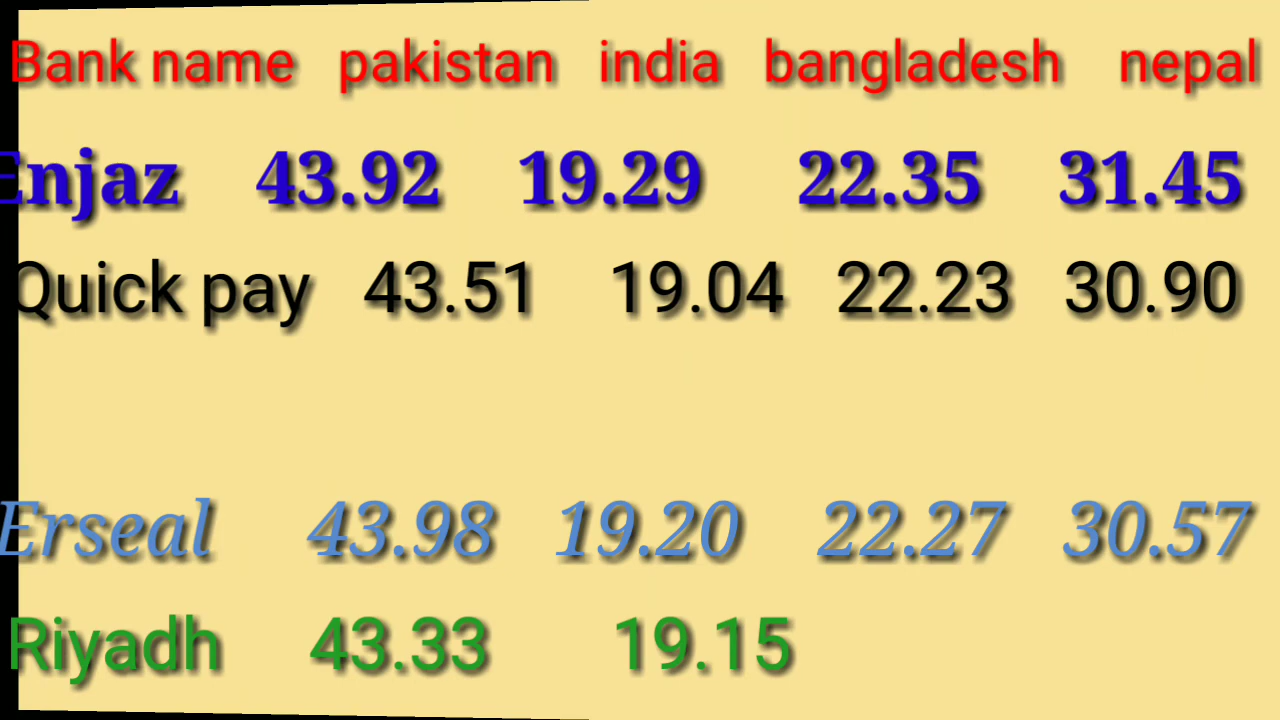 Bank name pakistan india bangladesh nepal
Enjaz 43.92 19.29 22.35 31.45
Quick pay 43.51 19.04 22.23 30.90
Erseal 43.98 19.20 22.27 30.57
Riyadh 43.33 19.15